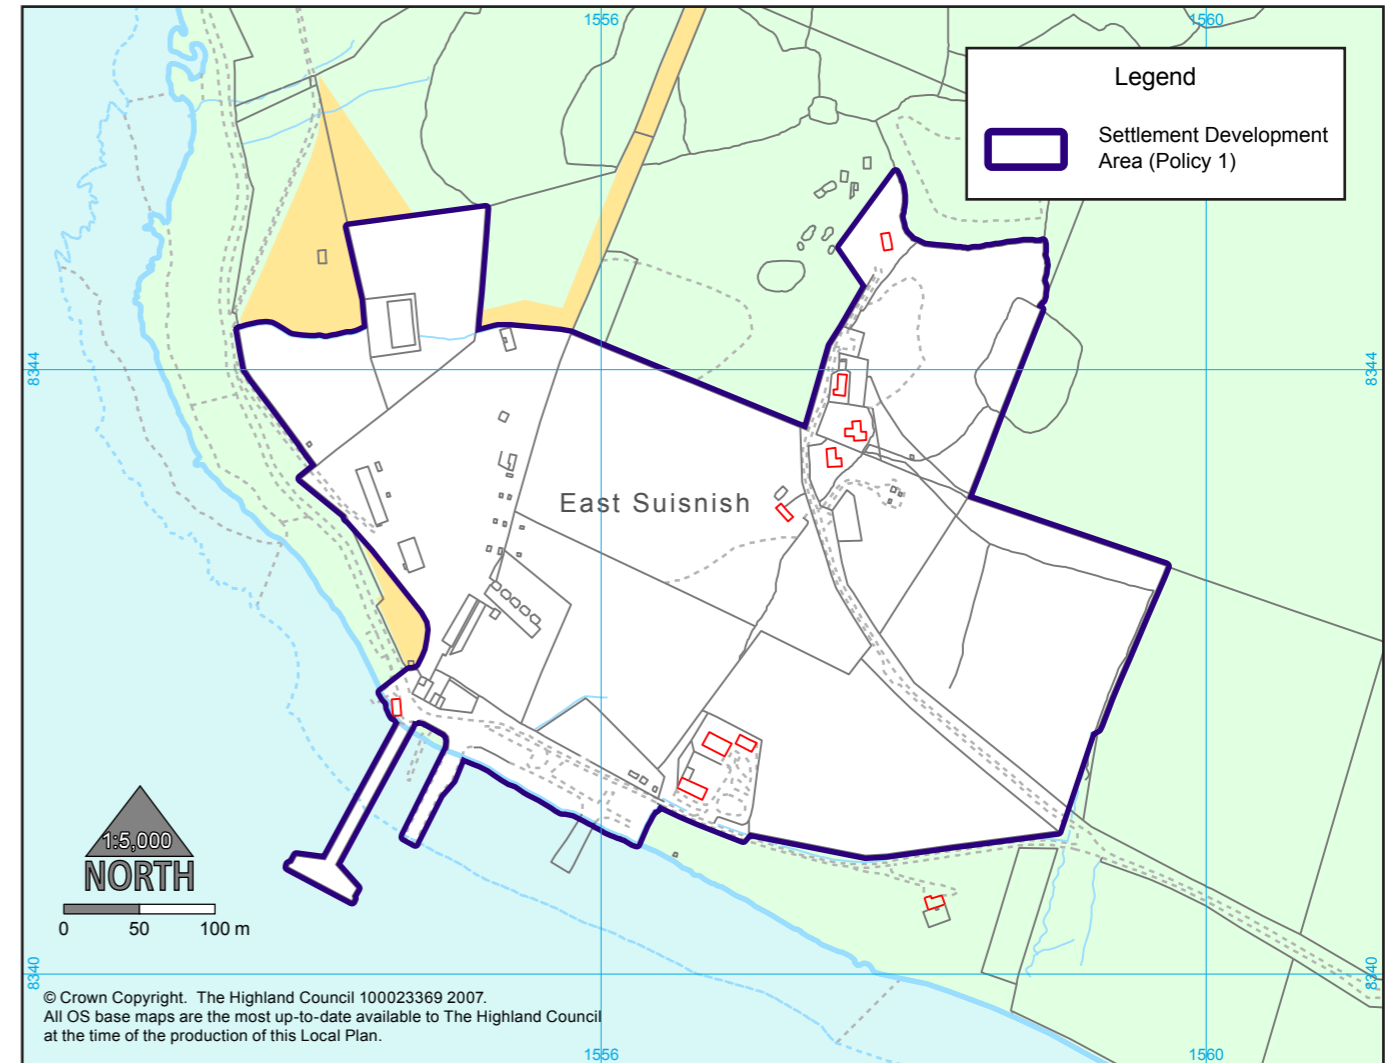 1556
1560
Legend
Settlement Development
Area (Policy 1)
8344
8344
East Suisnish
1:5,000
NORTH
0 50 100 m
8340
8340
© Crown Copyright. The Highland Council 100023369 2007.
All OS base maps are the most up-to-date available to The Highland Council
at the time of the production of this Local Plan.
1556
1560